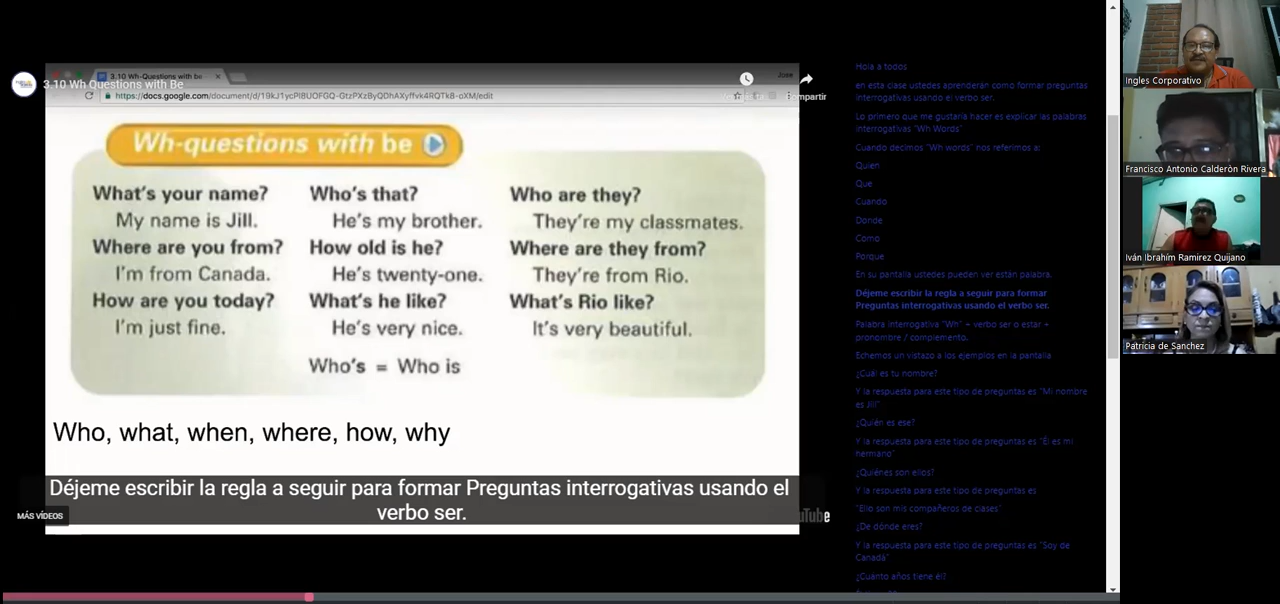 3.10 Wh-Questions with be
Jose
3.10 Wh Questions with Be
https://docs.google.com/document/d/19kJ1ycPl8UOFGQ-GtzPXzByQDhAXyffvk4RQTk8-oXM/edit
Compartir
Wh-questions with be
What's your name? Who's that? Who are they?
My name is Jill. He's my brother. They're my classmates.
Where are you from? How old is he? Where are they from?
I'm from Canada. He's twenty-one. They're from Rio.
How are you today? What's he like? What's Rio like?
I'm just fine. He's very nice. It's very beautiful.
Who's = Who is
Who, what, when, where, how, why
Déjeme escribir la regla a seguir para formar Preguntas interrogativas usando el
verbo ser.
MÁS VÍDEOS
Hola a todos
en esta clase ustedes aprenderán como formar preguntas
interrogativas usando el verbo ser.
Lo primero que me gustaría hacer es explicar las palabras
interrogativas "Wh Words"
Cuando decimos "Wh words" nos referimos a:
Quien
Que
Cuando
Donde
Como
Porque
En su pantalla ustedes pueden ver están palabra.
Déjeme escribir la regla a seguir para formar
Preguntas interrogativas usando el verbo ser.
Palabra interrogativa "Wh" + verbo ser o estar +
pronombre / complemento.
Echemos un vistazo a los ejemplos en la pantalla
¿Cuál es tu nombre?
Y la respuesta para este tipo de preguntas es "Mi nombre
es Jill"
¿Quién es ese?
Y la respuesta para este tipo de preguntas es "Él es mi
hermano"
¿Quiénes son ellos?
Y la respuesta para este tipo de preguntas es
"Ello son mis compañeros de clases"
¿De dónde eres?
Y la respuesta para este tipo de preguntas es "Soy de
Canadá"
¿Cuánto años tiene él?
Ingles Corporativo
Francisco Antonio Calderón Rivera
Iván Ibrahím Ramirez Quijano
Patricia de Sanchez